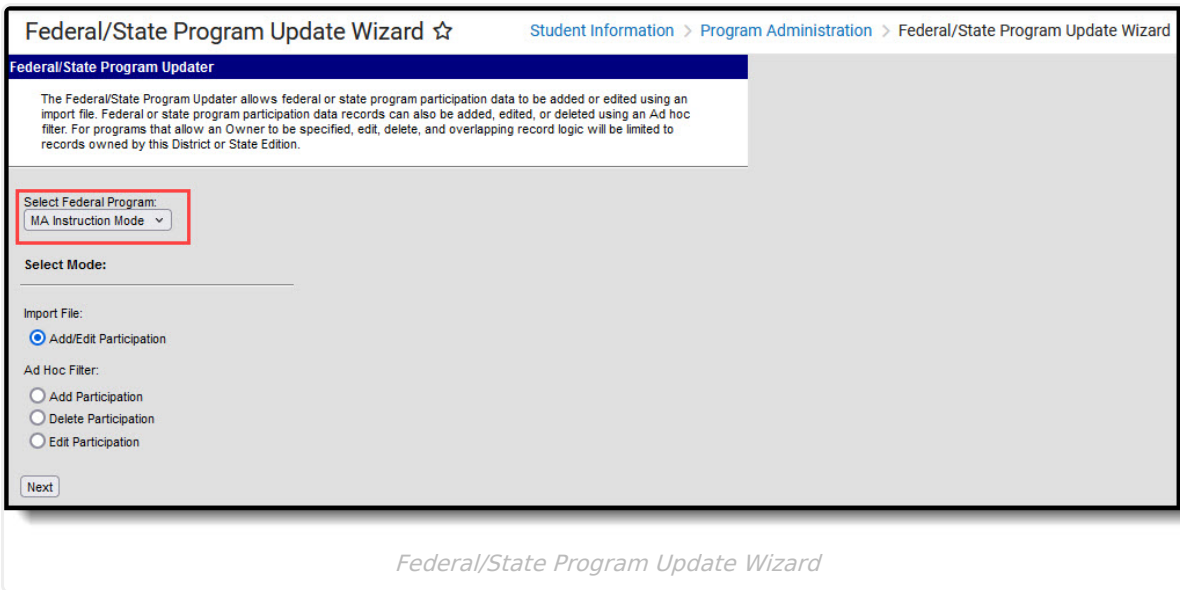 Federal/State Program Update Wizard ☆ Student Information > Program Administration > Federal/State Program Update Wizard
Federal/State Program Updater
The Federal/State Program Updater allows federal or state program participation data to be added or edited using an
import file. Federal or state program participation data records can also be added, edited, or deleted using an Ad hoc
filter. For programs that allow an Owner to be specified, edit, delete, and overlapping record logic will be limited to
records owned by this District or State Edition.
Select Federal Program:
MA Instruction Mode
Select Mode:
Import File:
Add/Edit Participation
Ad Hoc Filter:
Add Participation
Delete Participation
Edit Participation
Next
Federal/State Program Update Wizard